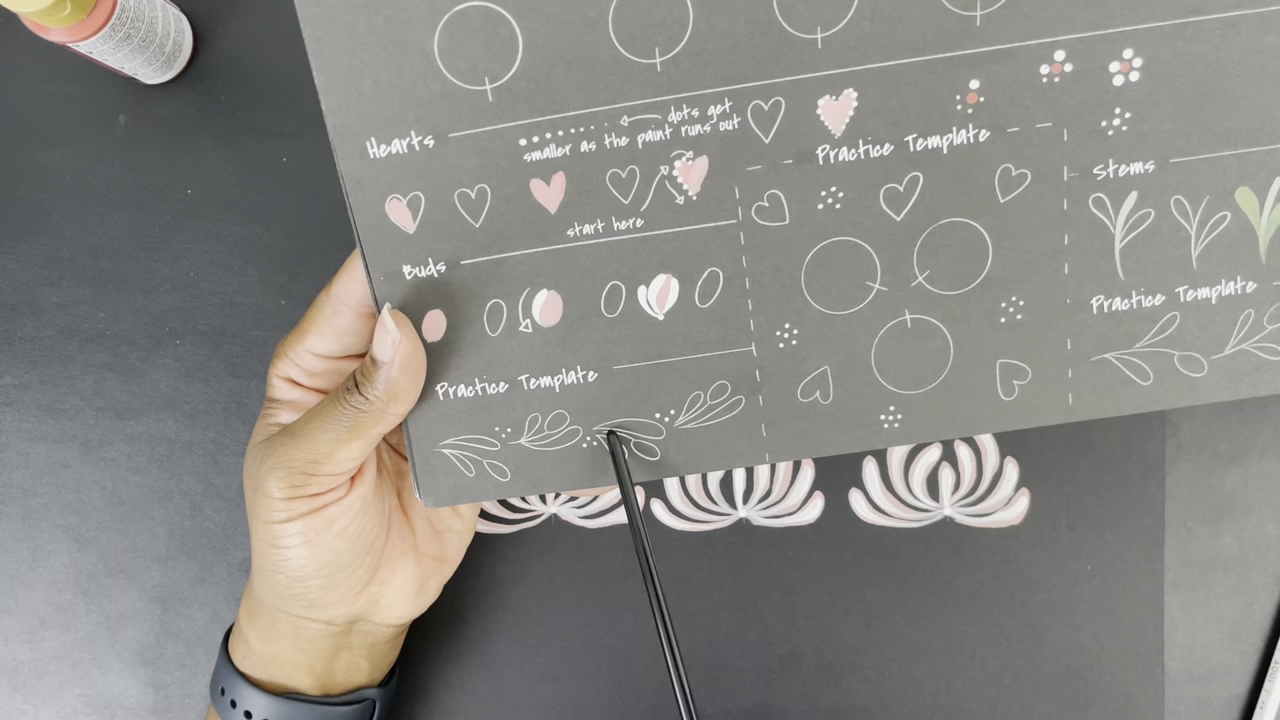 Hearts
dots get
smaller as the paint runs out
start here
Buds
Practice Template
Practice Template
Stems
Practice Template